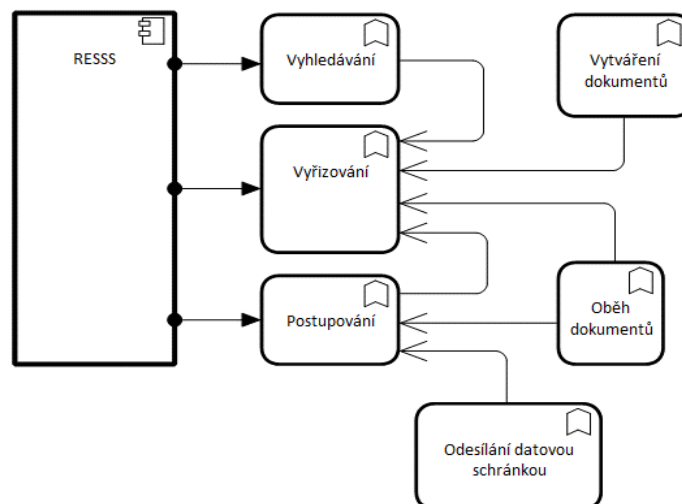 RESSS
Vyhledávání
Vytváření
dokumentů
Vyřizování
Postupování
Oběh
dokumentů
Odesílání datovou
schránkou